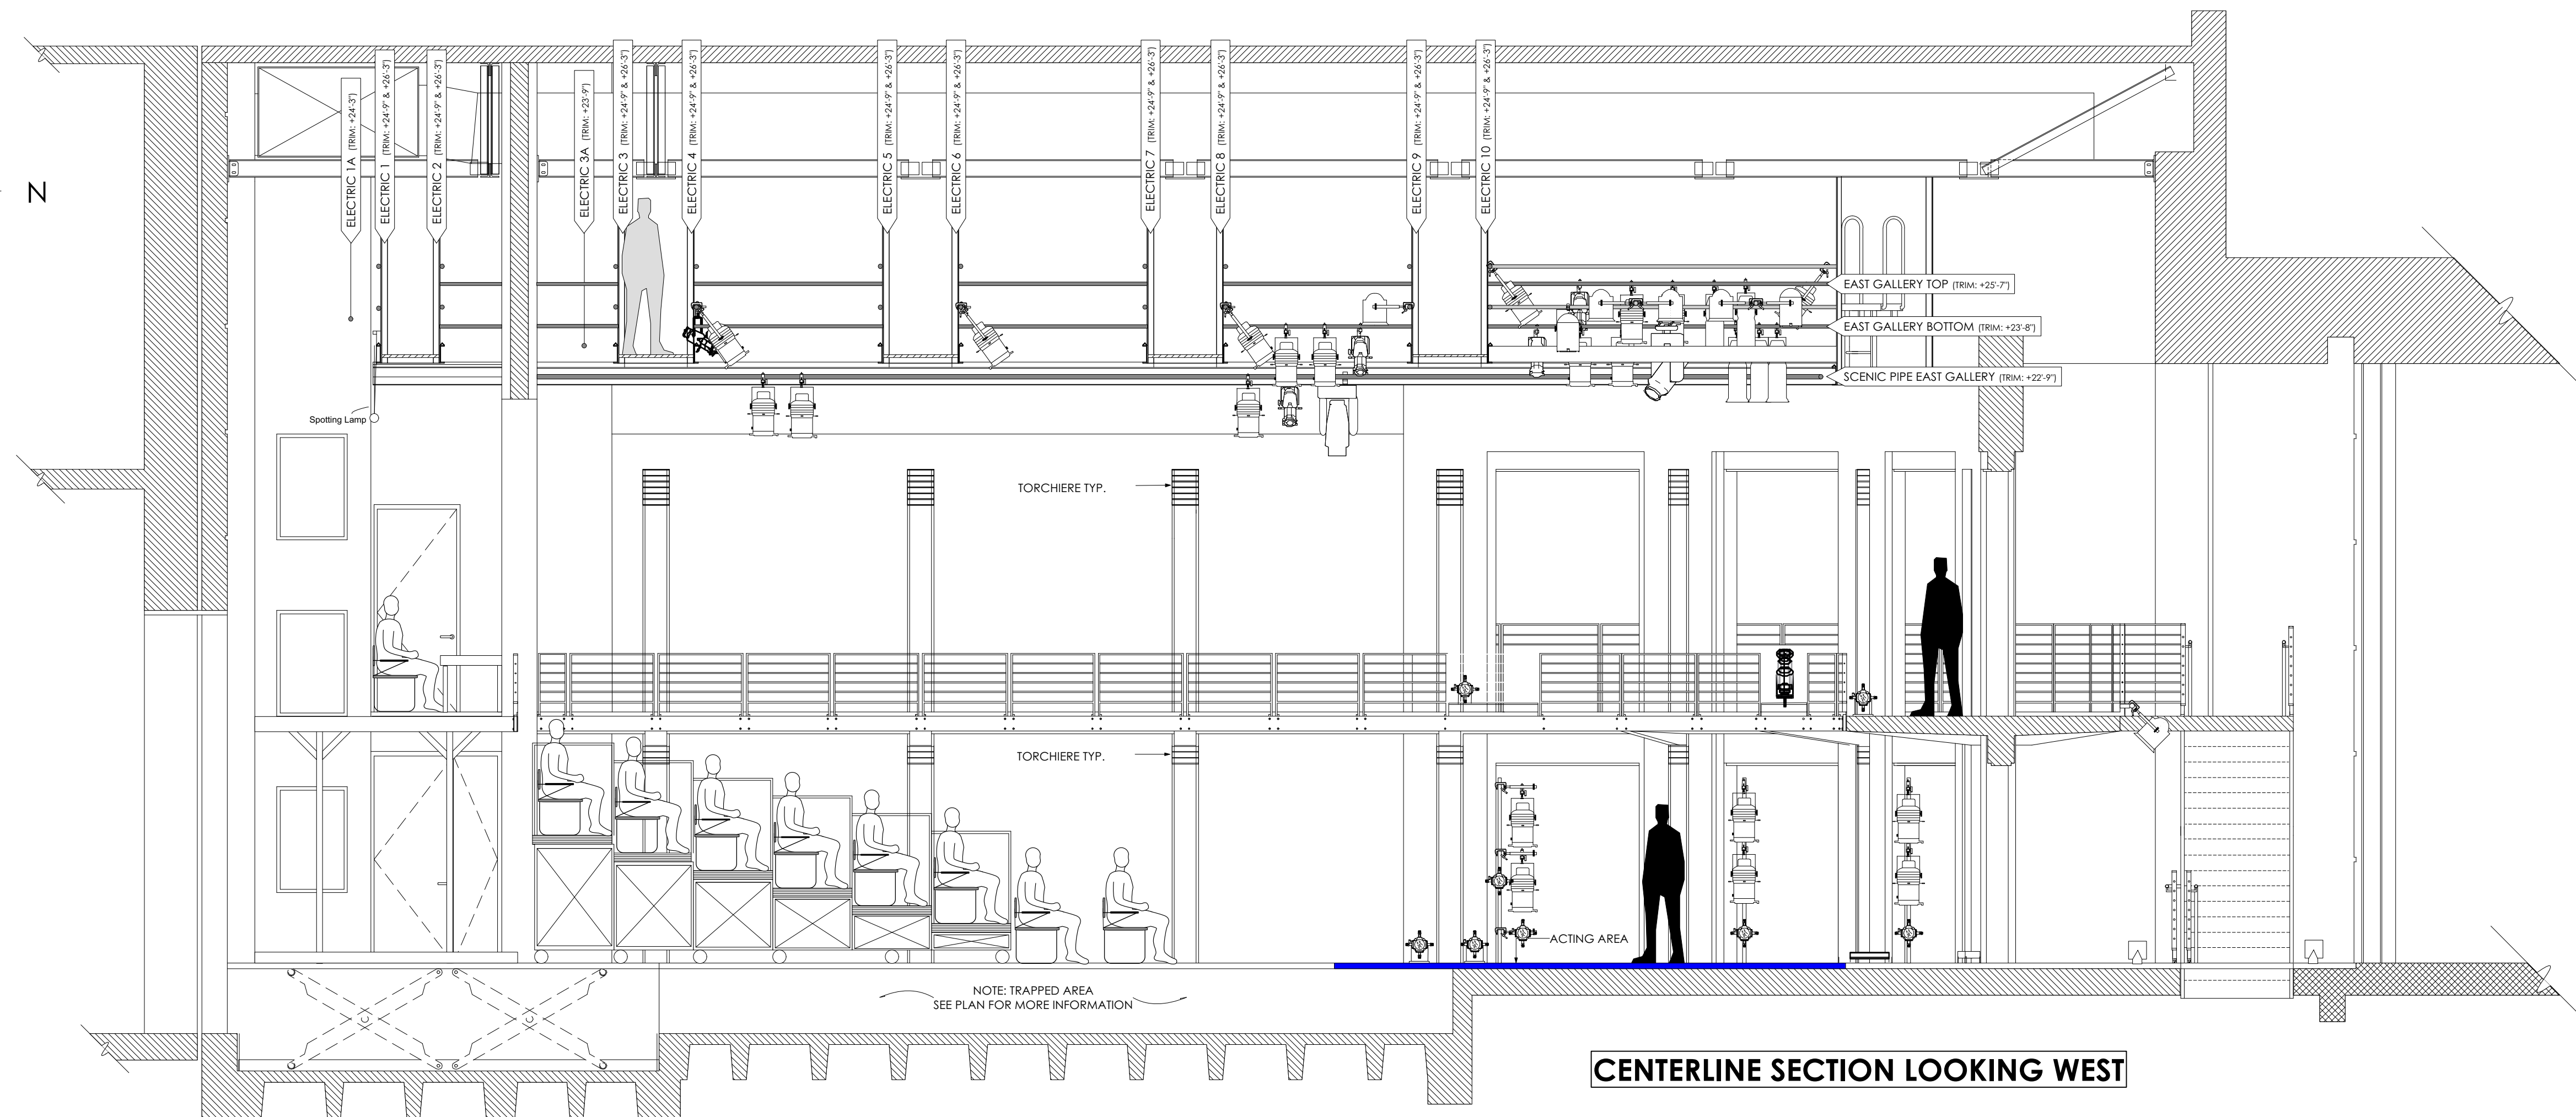 ELECTRIC 1A (TRIM: +24'-3")
ELECTRIC 1 (TRIM: +24'-9" & +26'-3")
ELECTRIC 2 (TRIM: +24'-9" & +26'-3")
ELECTRIC 3A (TRIM: +23'-9")
ELECTRIC 3 (TRIM: +24'-9" & +26'-3")
ELECTRIC 4 (TRIM: +24'-9" & +26'-3")
ELECTRIC 5 (TRIM: +24'-9" & +26'-3")
ELECTRIC 6 (TRIM: +24'-9" & +26'-3")
ELECTRIC 7 (TRIM: +24'-9" & +26'-3")
ELECTRIC 8 (TRIM: +24'-9" & +26'-3")
ELECTRIC 9 (TRIM: +24'-9" & +26'-3")
ELECTRIC 10 (TRIM: +24'-9" & +26'-3")
N
EAST GALLERY TOP (TRIM: +25'-7")
EAST GALLERY BOTTOM (TRIM: +23'-8")
SCENIC PIPE EAST GALLERY (TRIM: +22'-9")
Spotting Lamp
TORCHIERE TYP.
TORCHIERE TYP.
ACTING AREA
NOTE: TRAPPED AREA
SEE PLAN FOR MORE INFORMATION
CENTERLINE SECTION LOOKING WEST